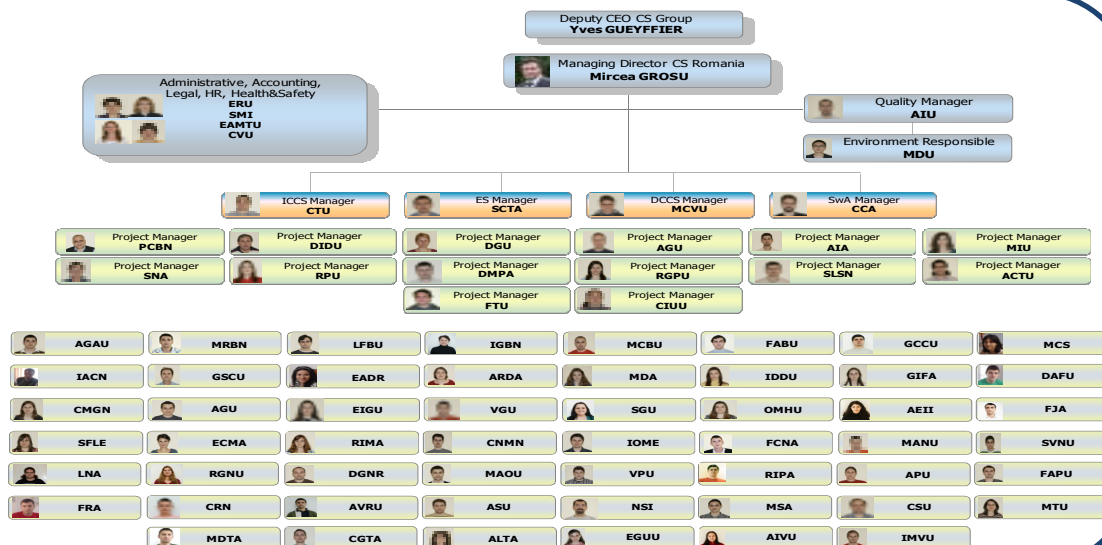 Deputy CEO CS Group
Yves GUEYFFIER
Managing Director CS Romania
Mircea GROSU
Administrative, Accounting,
Legal, HR, Health&Safety
ERU
SMI
EAMTU
CVU
Quality Manager
AIU
Environment Responsible
MDU
ICCS Manager
CTU
ES Manager
SCTA
DCCS Manager
MCVU
SwA Manager
CCA
Project Manager
PCBN
Project Manager
DIDU
Project Manager
DGU
Project Manager
AGU
Project Manager
AIA
Project Manager
MIU
Project Manager
SNA
Project Manager
RPU
Project Manager
DMPA
Project Manager
RGPU
Project Manager
SLSN
Project Manager
ACTU
Project Manager
FTU
Project Manager
CIUU
AGAU MRBN LFBU IGBN MCBU FABU GCCU MCS
IACN GSCU EADR ARDA MDA IDDU GIFA DAFU
CMGN AGU EIGU VGU SGU OMHU AEII FJA
SFLE ECMA RIMA CNMN IOME FCNA MANU SVNU
LNA RGNU DGNR MAOU VPU RIPA APU FAPU
FRA CRN AVRU ASU NSI MSA CSU MTU
MDTA CGTA ALTA EGUU AIVU IMVU